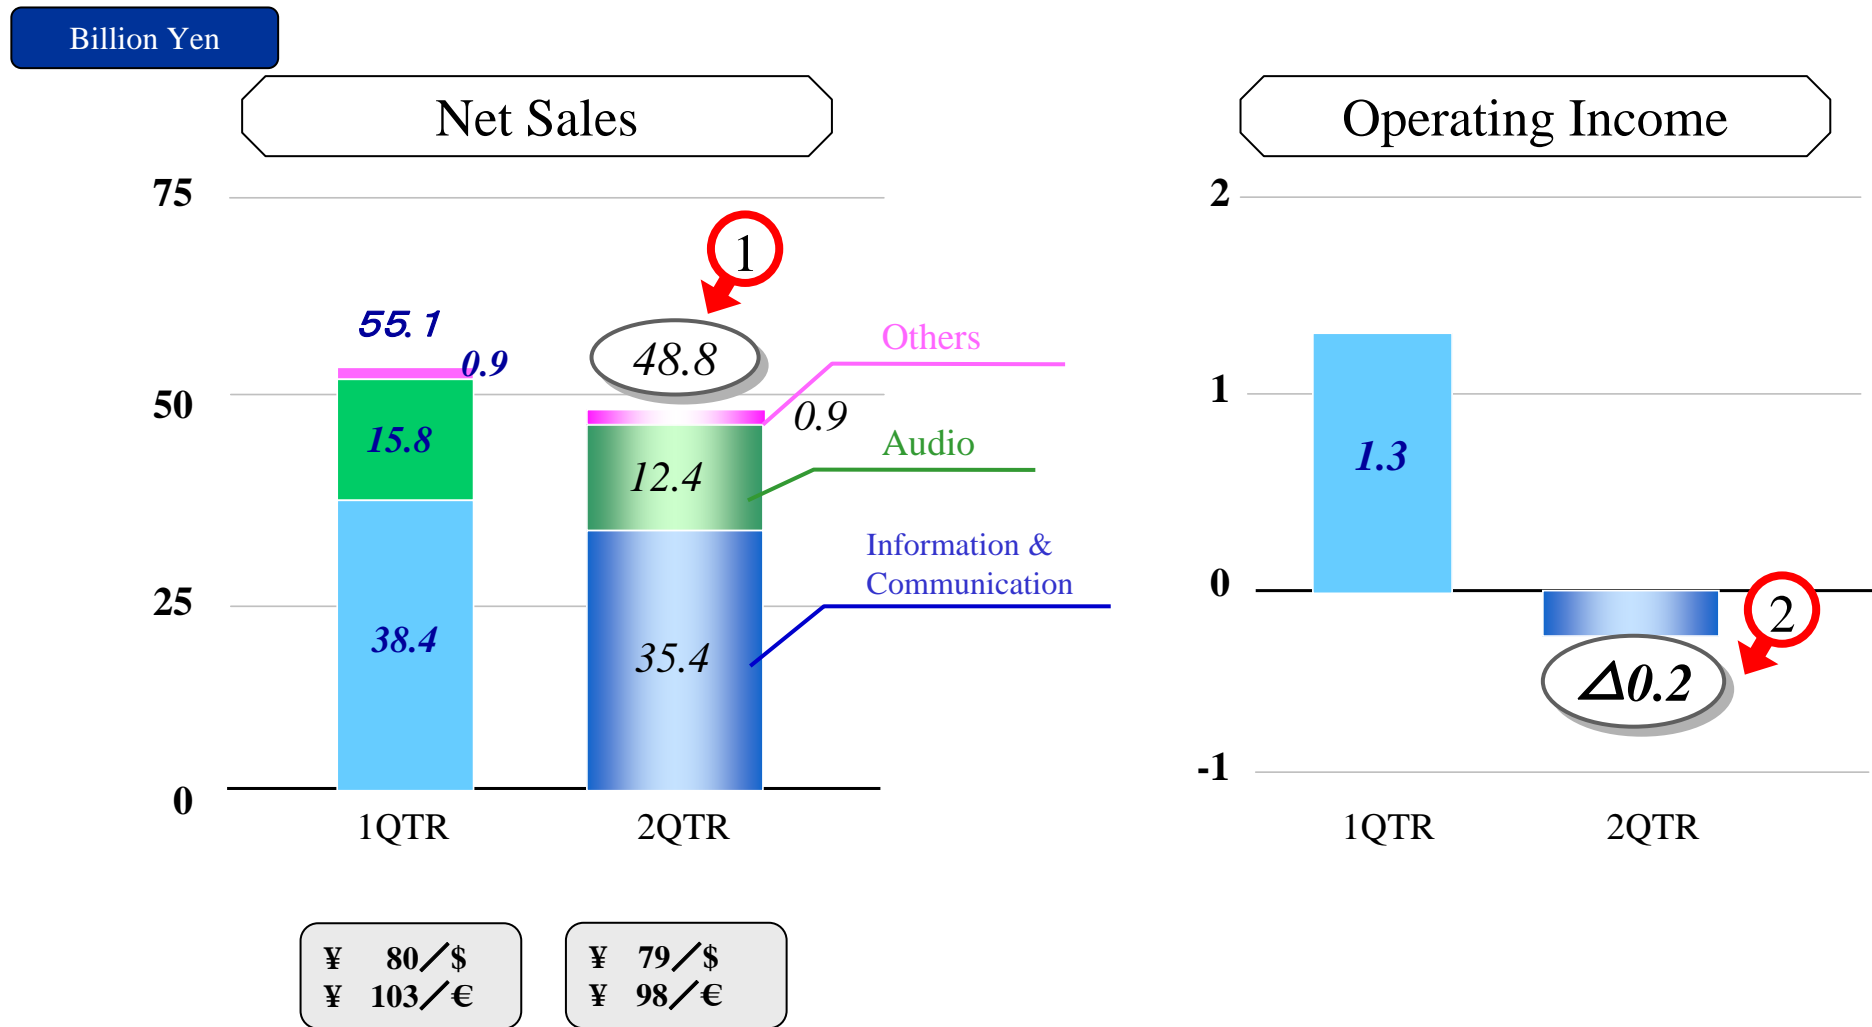 Billion Yen
Net Sales
75
50
25
0
55.1
0.9
15.8
38.4
1
48.8
0.9
12.4
35.4
Others
Audio
Information &
Communication
1QTR
2QTR
¥ 80／$
¥ 103／€
¥ 79／$
¥ 98／€
Operating Income
2
1
0
-1
1.3
2
△0.2
1QTR
2QTR